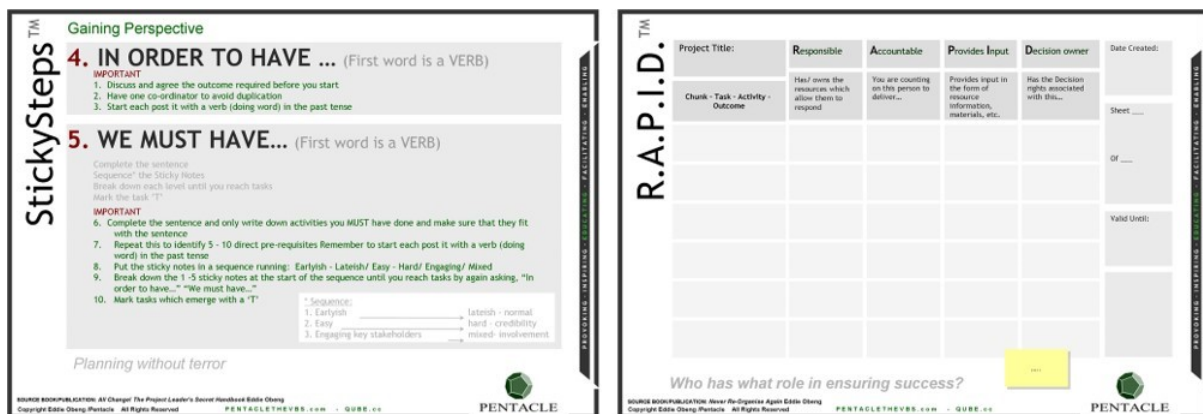 StickySteps™
Gaining Perspective
4. IN ORDER TO HAVE ... (First word is a VERB)
IMPORTANT
1. Discuss and agree the outcome required before you start
2. Have one co-ordinator to avoid duplication
3. Start each post it with a verb (doing word) in the past tense
5. WE MUST HAVE... (First word is a VERB)
Complete the sentence
Sequence* the Sticky Notes
Break down each level until you reach tasks
Mark the task 'T'
IMPORTANT
6. Complete the sentence and only write down activities you MUST have done and make sure that they fit
with the sentence
7. Repeat this to identify 5 - 10 direct pre-requisites Remember to start each post it with a verb (doing
word) in the past tense
8. Put the sticky notes in a sequence running: Earlyish - Lateish/ Easy - Hard/ Engaging/ Mixed
9. Break down the 1 -5 sticky notes at the start of the sequence until you reach tasks by again asking, "In
order to have..." "We must have..."
10. Mark tasks which emerge with a 'T'
* Sequence:
1. Earlyish lateish - normal
2. Easy hard - credibility
3. Engaging key stakeholders mixed- involvement
Planning without terror
SOURCE BOOK/PUBLICATION: All Change! The Project Leader's Secret Handbook Eddie Obeng
Copyright Eddie Obeng /Pentacle All Rights Reserved PENTACLETHEVBS.com - QUBE.cc
PENTACLE
PROVOKING - INSPIRING - EDUCATING - FACILITATING - ENABLING
R.A.P.I.D.™
Project Title:
Chunk - Task - Activity -
Outcome
Responsible
Has/ owns the
resources which
allow them to
respond
Accountable
You are counting
on this person to
deliver...
Provides Input
Provides input in
the form of
resource
information,
materials, etc.
Decision owner
Has the Decision
rights associated
with this...
Date Created:
Sheet ___
Of ___
Valid Until:
Who has what role in ensuring success?
SOURCE BOOK/PUBLICATION: Never Re-Organise Again Eddie Obeng
Copyright Eddie Obeng /Pentacle All Rights Reserved PENTACLETHEVBS.com - QUBE.cc
PENTACLE
PROVOKING - INSPIRING - EDUCATING - FACILITATING - ENABLING